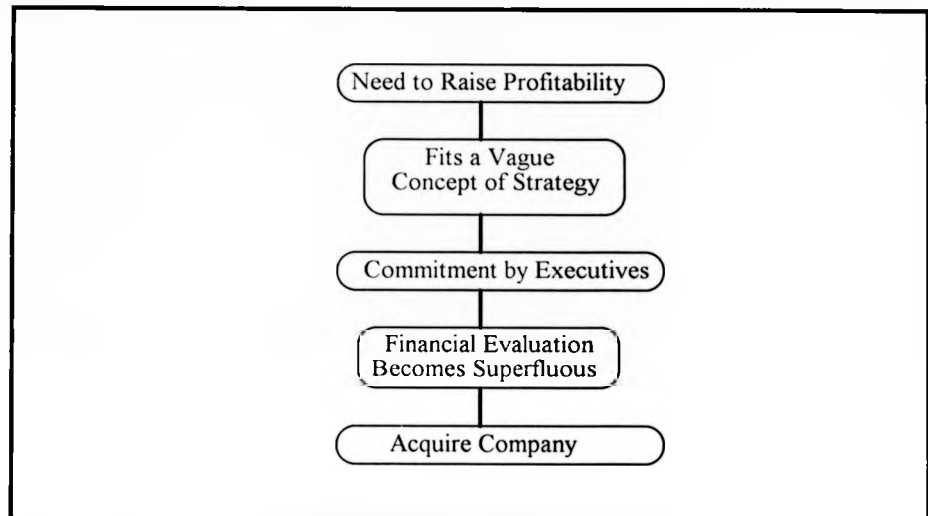 Need to Raise Profitability
Fits a Vague
Concept of Strategy
Commitment by Executives
Financial Evaluation
Becomes Superfluous
Acquire Company